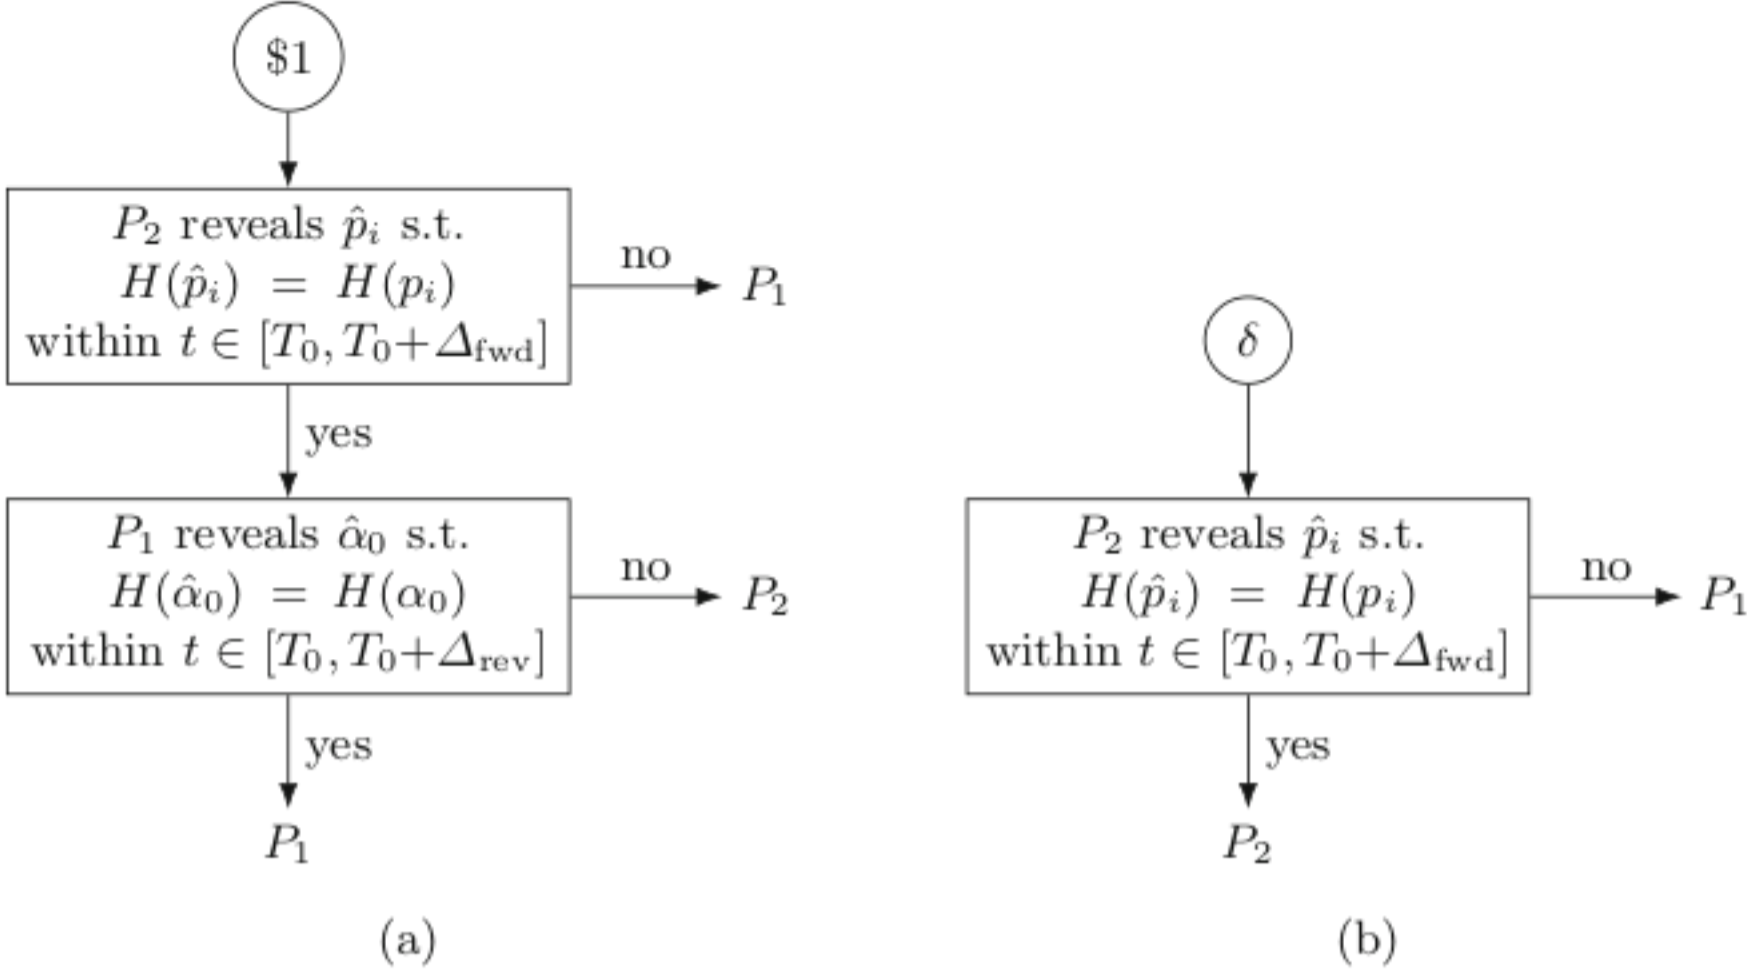 $1
P₂ reveals p̂ᵢ s.t.
H(p̂ᵢ) = H(pᵢ)
within t ∈ [T₀, T₀+Δ_fwd]
no
P₁
yes
P₁ reveals α̂₀ s.t.
H(α̂₀) = H(α₀)
within t ∈ [T₀, T₀+Δ_rev]
no
P₂
yes
P₁
(a)
δ
P₂ reveals p̂ᵢ s.t.
H(p̂ᵢ) = H(pᵢ)
within t ∈ [T₀, T₀+Δ_fwd]
no
P₁
yes
P₂
(b)